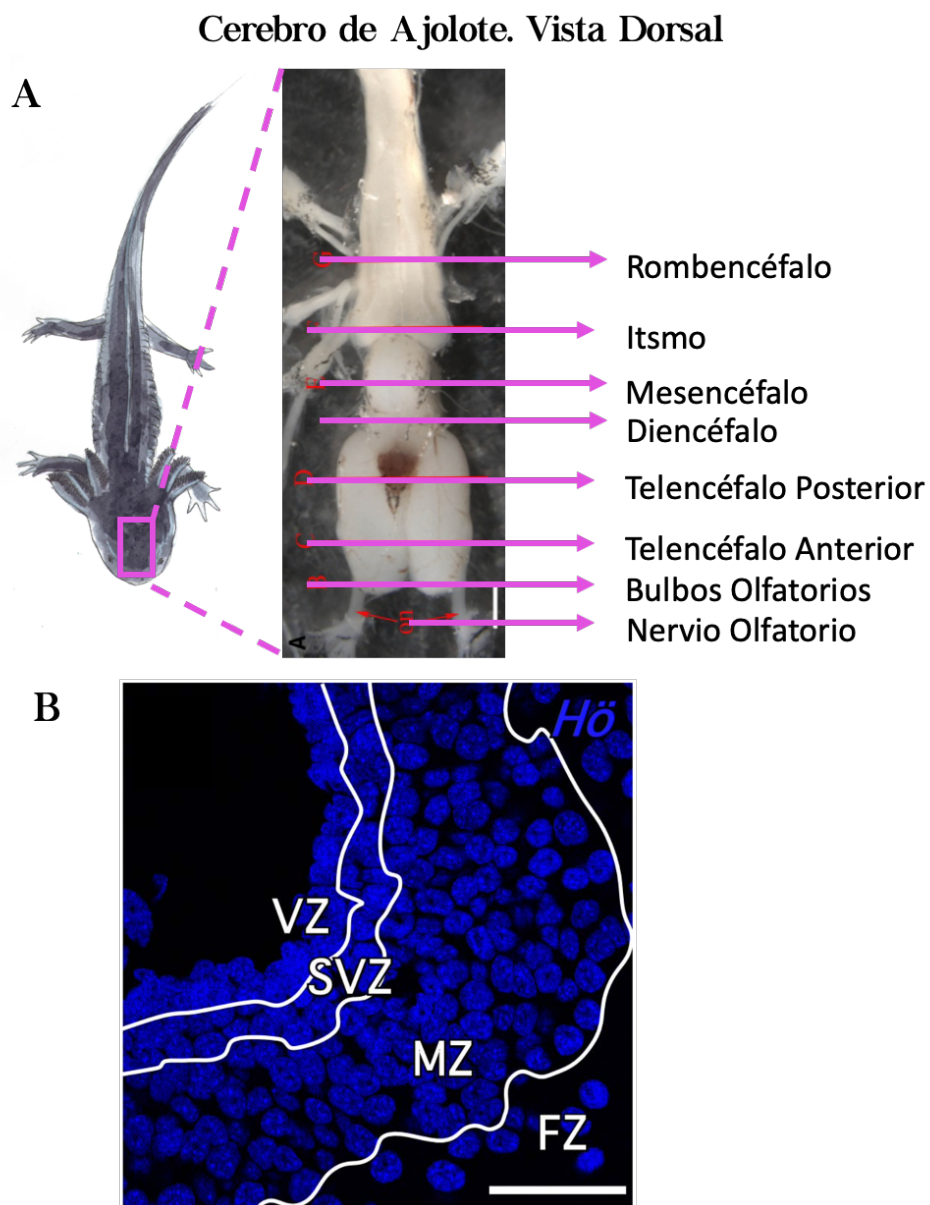 Cerebro de Ajolote. Vista Dorsal
A
G
Rombencéfalo
Itsmo
Mesencéfalo
Diencéfalo
D
Telencéfalo Posterior
C
Telencéfalo Anterior
B
Bulbos Olfatorios
on
Nervio Olfatorio
A
B
Hö
VZ
SVZ
MZ
FZ